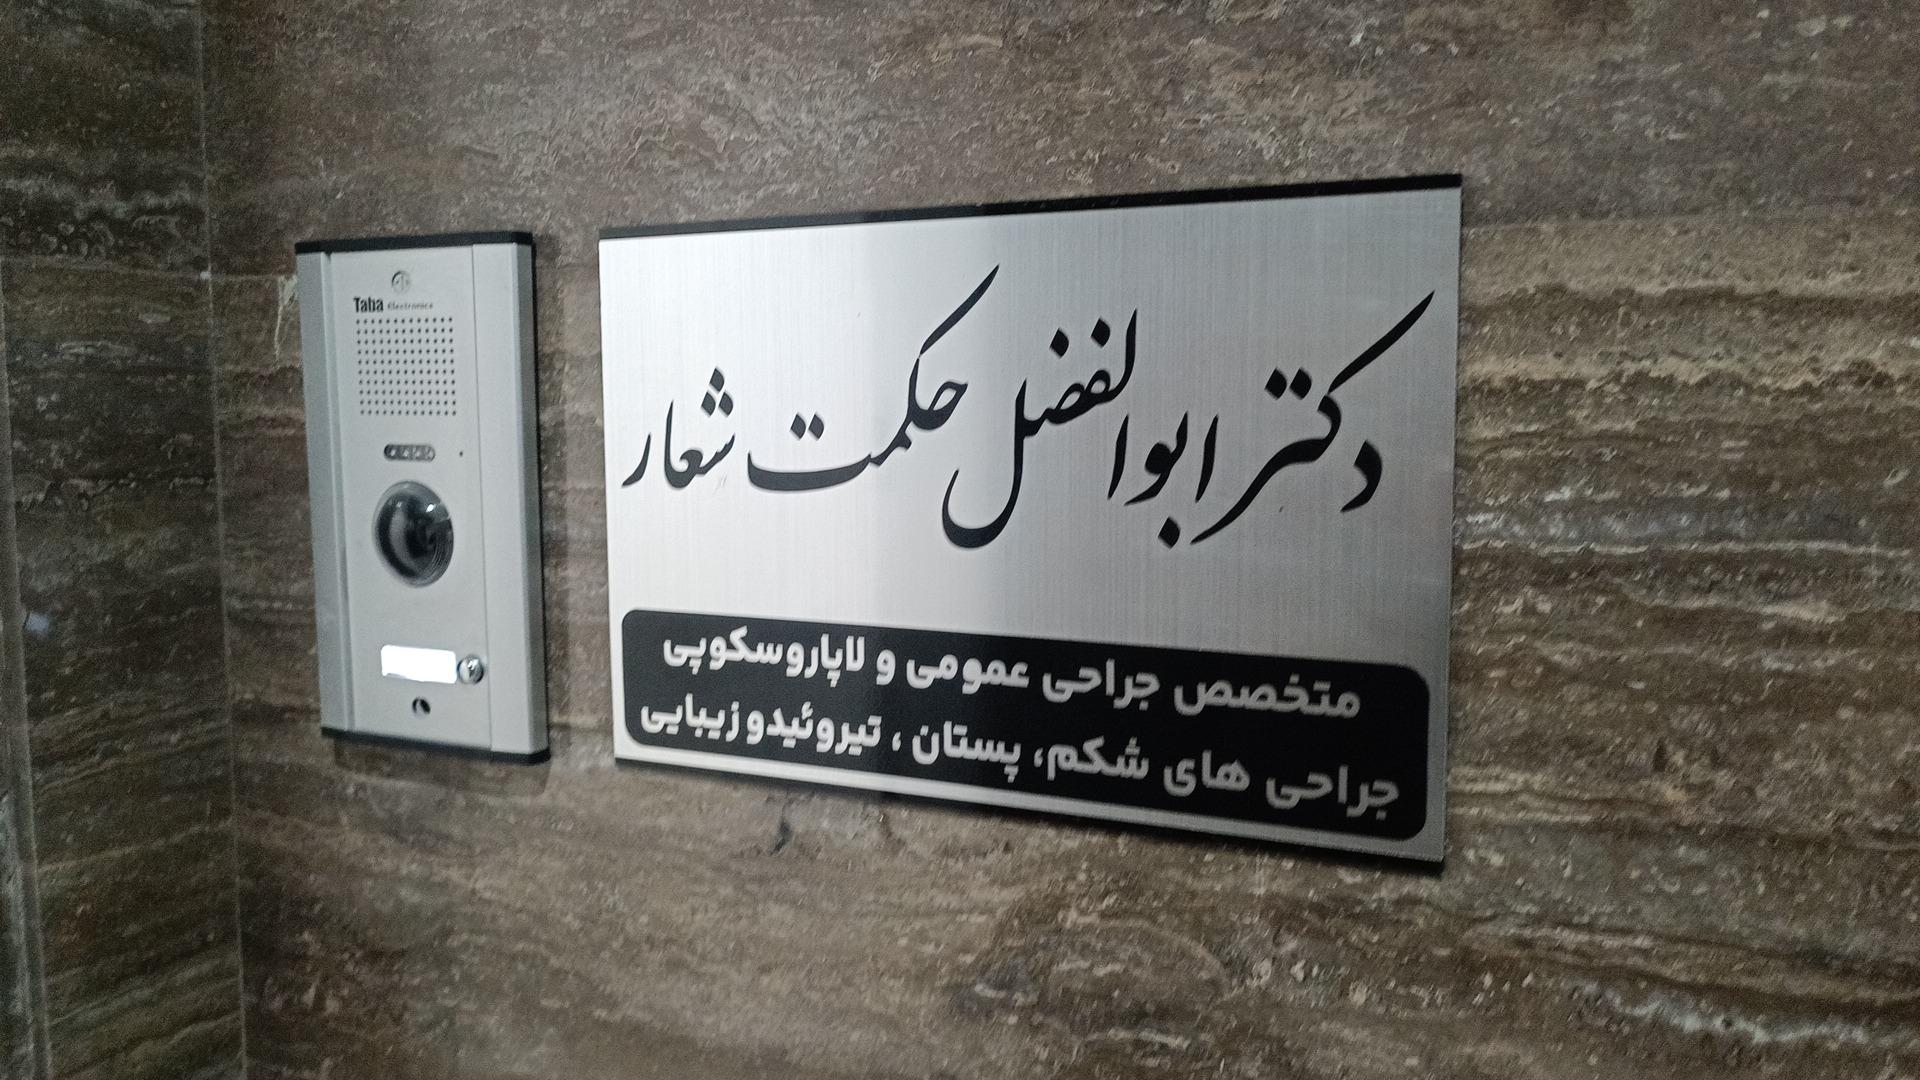 Taba Electronics
دکتر ابوالفضل حکمت شعار
متخصص جراحی عمومی و لاپاروسکوپی
جراحی های شکم، پستان ، تیروئیدو زیبایی